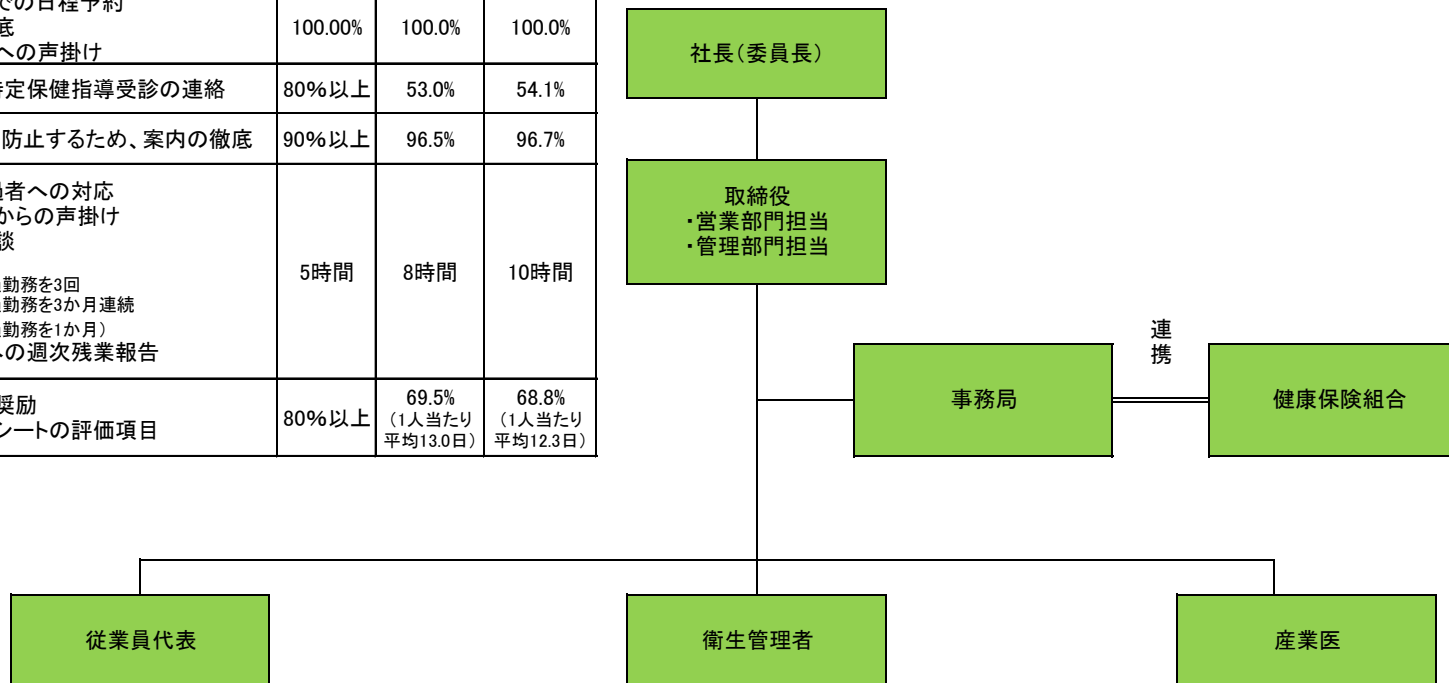 での日程予約
底
への声掛け
100.00%
100.0%
100.0%
特定保健指導受診の連絡
80%以上
53.0%
54.1%
防止するため、案内の徹底
90%以上
96.5%
96.7%
過者への対応
からの声掛け
談
勤務を3回
勤務を3か月連続
勤務を1か月）
への週次残業報告
5時間
8時間
10時間
奨励
シートの評価項目
80%以上
69.5%
（1人当たり
平均13.0日）
68.8%
（1人当たり
平均12.3日）
社長（委員長）
取締役
・営業部門担当
・管理部門担当
事務局
連
携
健康保険組合
従業員代表
衛生管理者
産業医